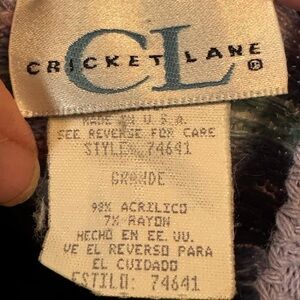 CRICKET LANE ®
CL
MADE IN U.S.A.
SEE REVERSE FOR CARE
STYLE: 74641
GRANDE
93% ACRILICO
7% RAYON
HECHO EN EE. UU.
VE EL REVERSO PARA
EL CUIDADO
ESTILO: 74641